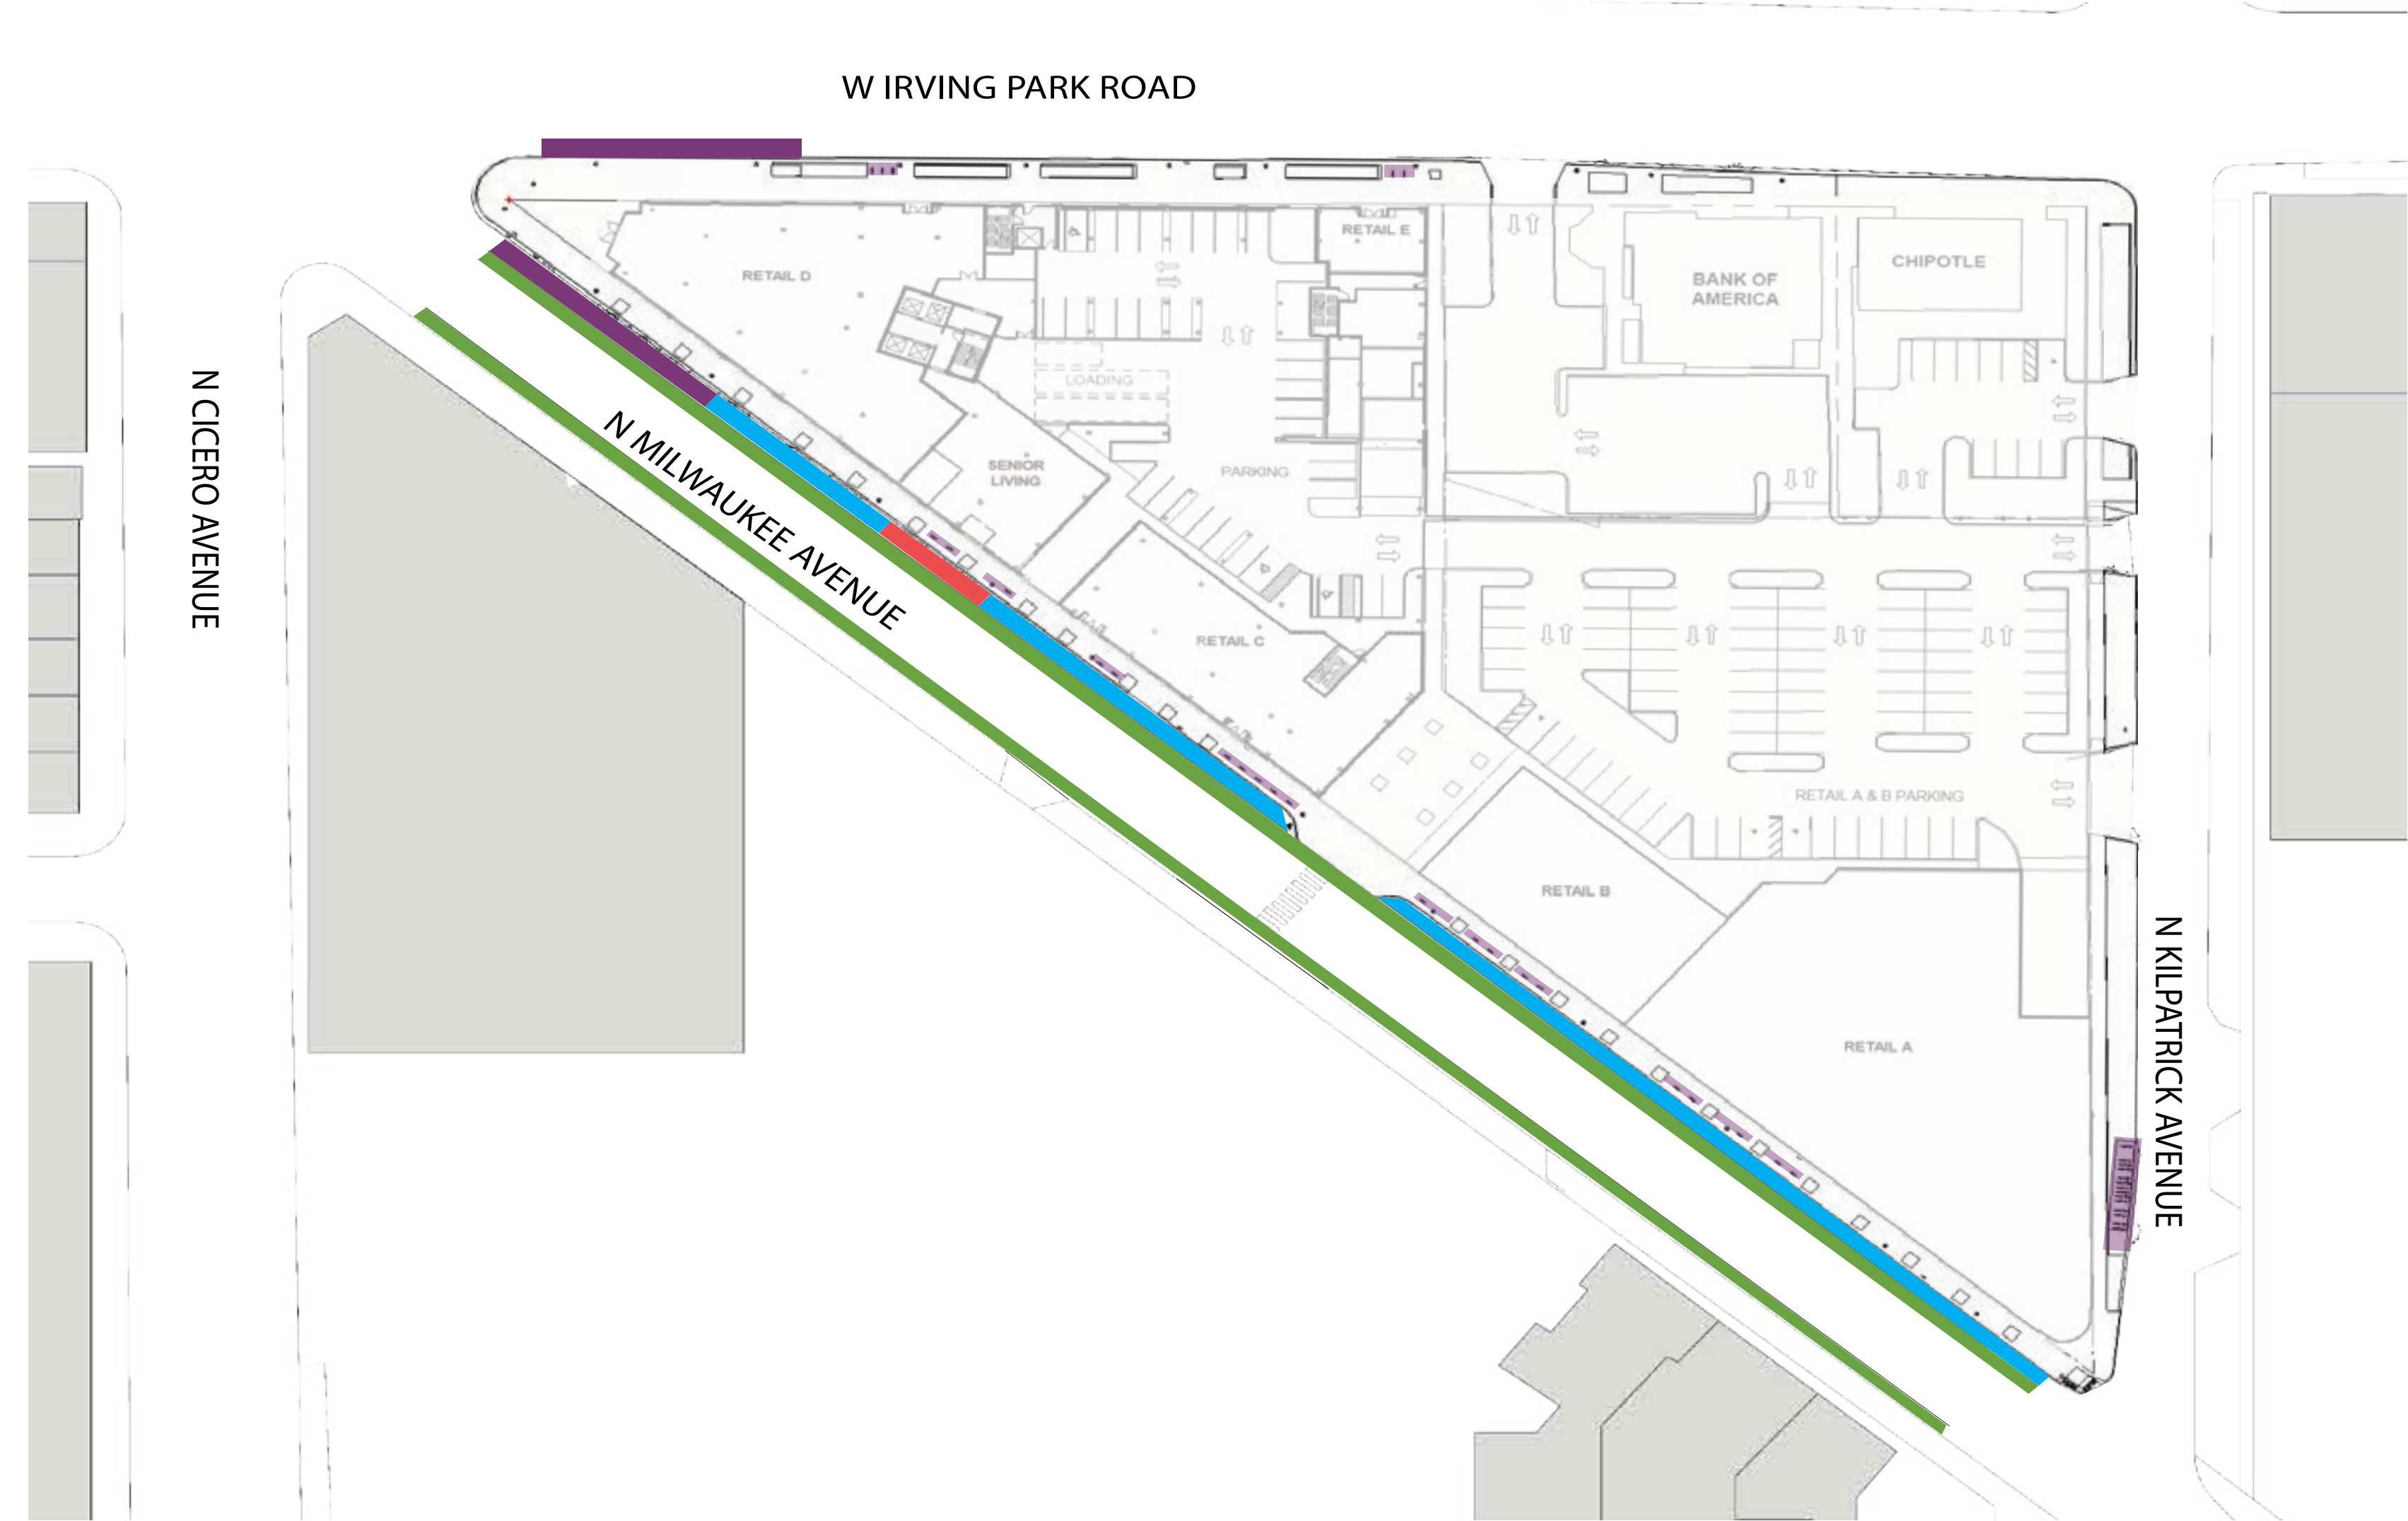 W IRVING PARK ROAD
RETAIL E
RETAIL D
BANK OF
AMERICA
CHIPOTLE
LOADING
N CICERO AVENUE
N MILWAUKEE AVENUE
SENIOR
LIVING
PARKING
RETAIL C
RETAIL A & B PARKING
RETAIL B
RETAIL A
N KILPATRICK AVENUE